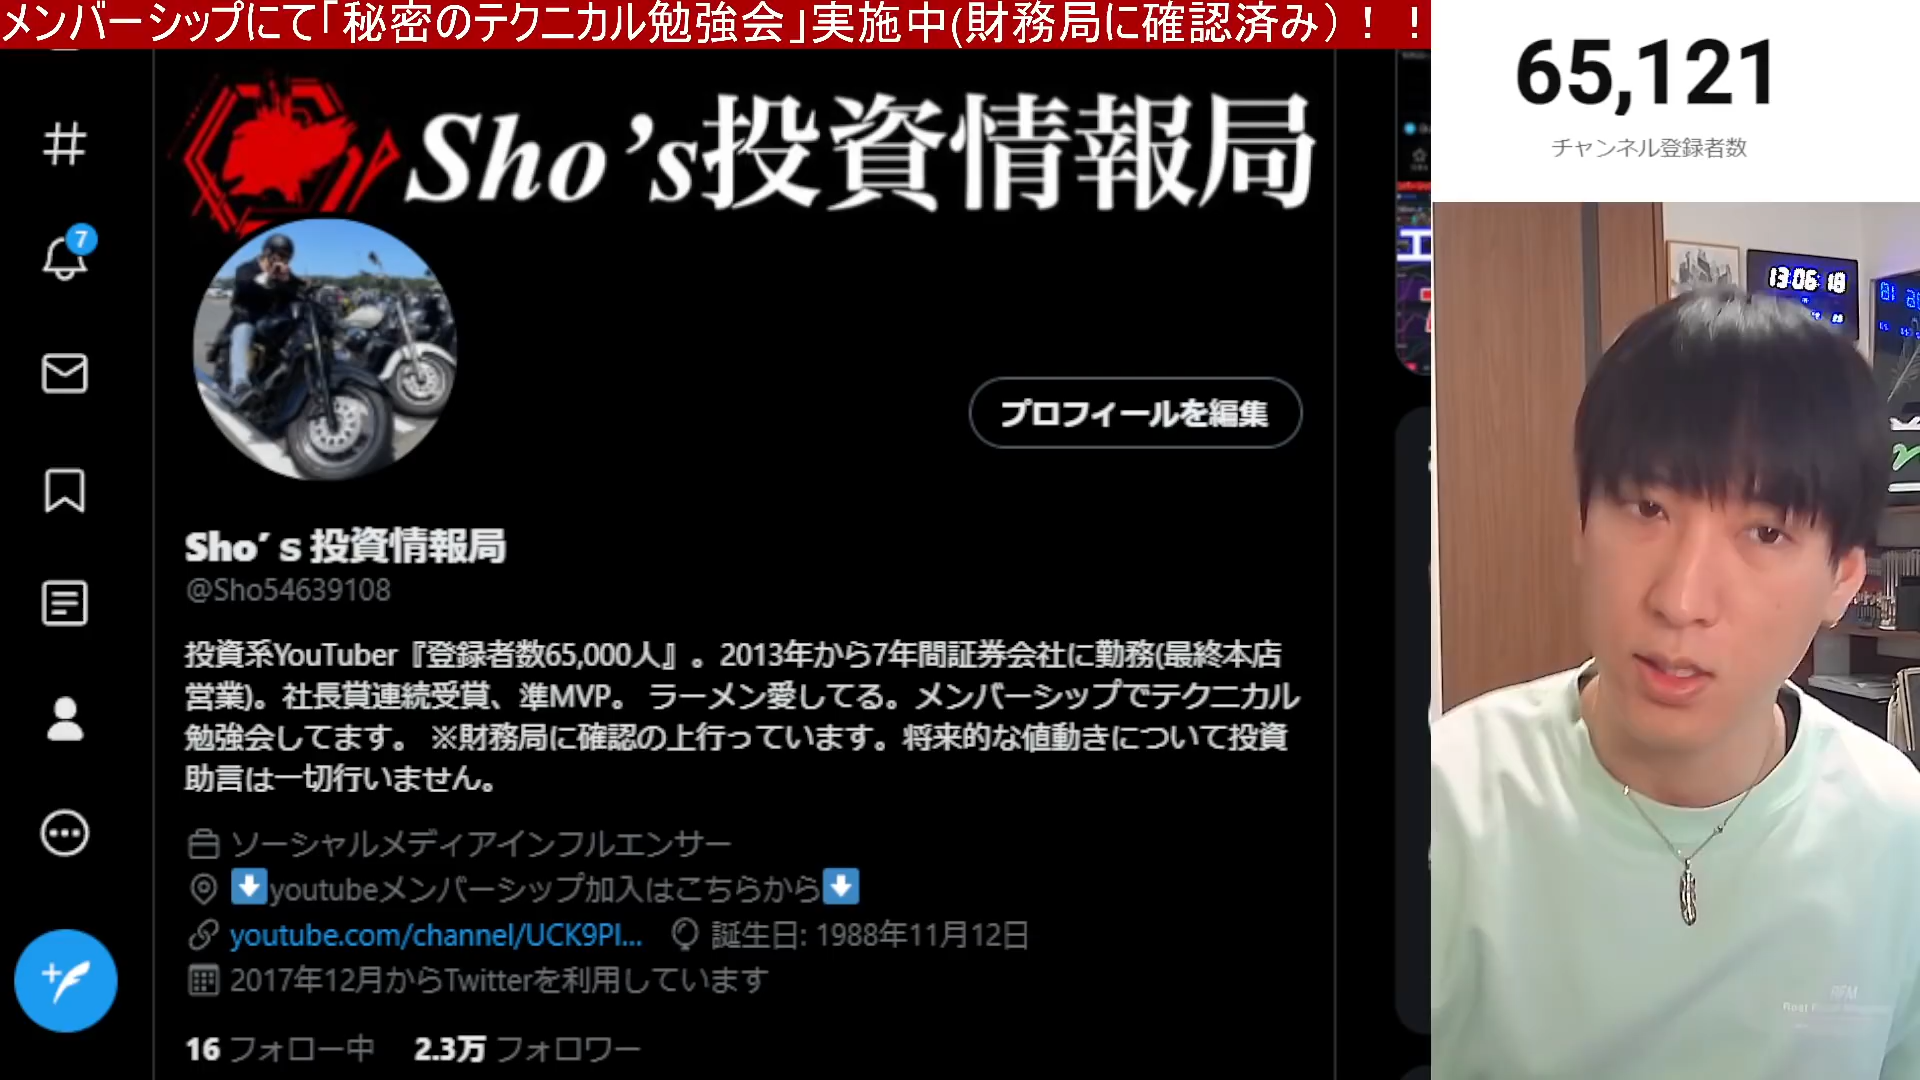 メンバーシップにて「秘密のテクニカル勉強会」実施中(財務局に確認済み）！！
65,121
チャンネル登録者数
Sho's投資情報局
7
13:06 18
プロフィールを編集
Sho′ｓ投資情報局
@Sho54639108
投資系YouTuber『登録者数65,000人』。2013年から7年間証券会社に勤務(最終本店
営業)。社長賞連続受賞、準MVP。 ラーメン愛してる。メンバーシップでテクニカル
勉強会してます。 ※財務局に確認の上行っています。将来的な値動きについて投資
助言は一切行いません。
ソーシャルメディアインフルエンサー
⬇youtubeメンバーシップ加入はこちらから⬇
youtube.com/channel/UCK9Pl... 誕生日: 1988年11月12日
2017年12月からTwitterを利用しています
16 フォロー中 2.3万 フォロワー
RFM